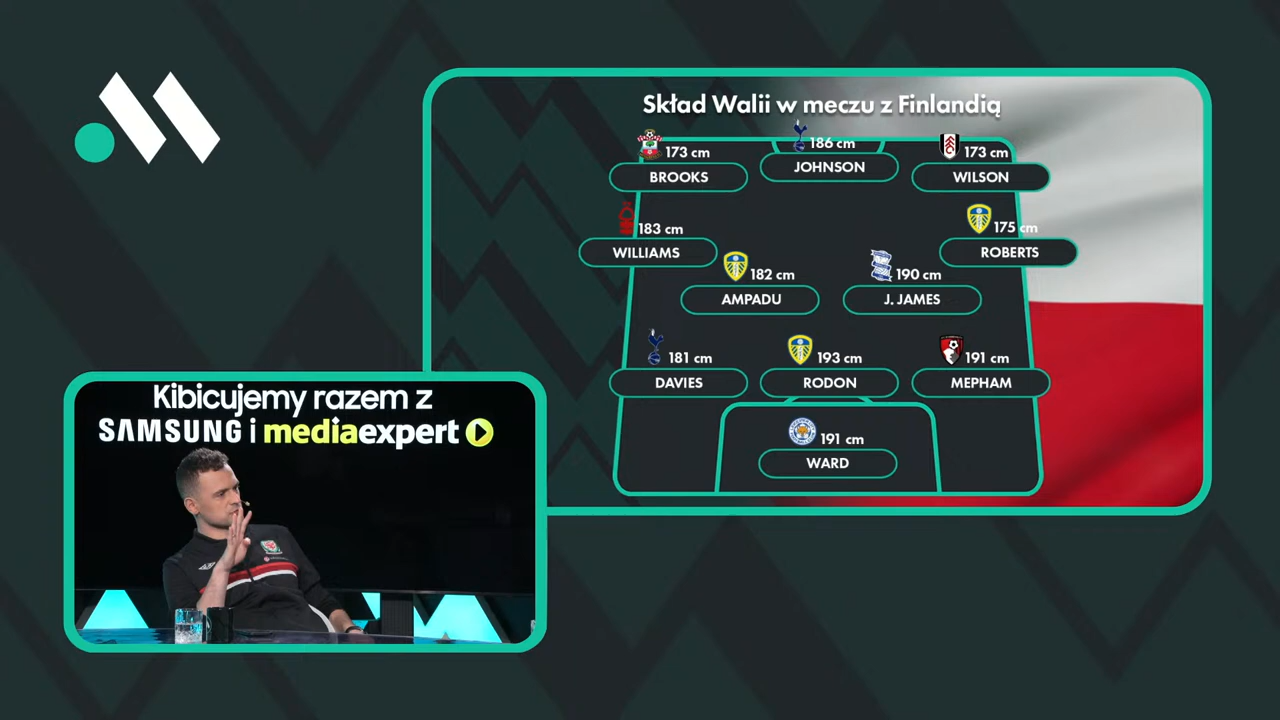 Skład Walii w meczu z Finlandią
173 cm
BROOKS
186 cm
JOHNSON
173 cm
WILSON
183 cm
WILLIAMS
175 cm
ROBERTS
182 cm
AMPADU
190 cm
J. JAMES
181 cm
DAVIES
193 cm
RODON
191 cm
MEPHAM
191 cm
WARD
Kibicujemy razem z
SAMSUNG i mediaexpert